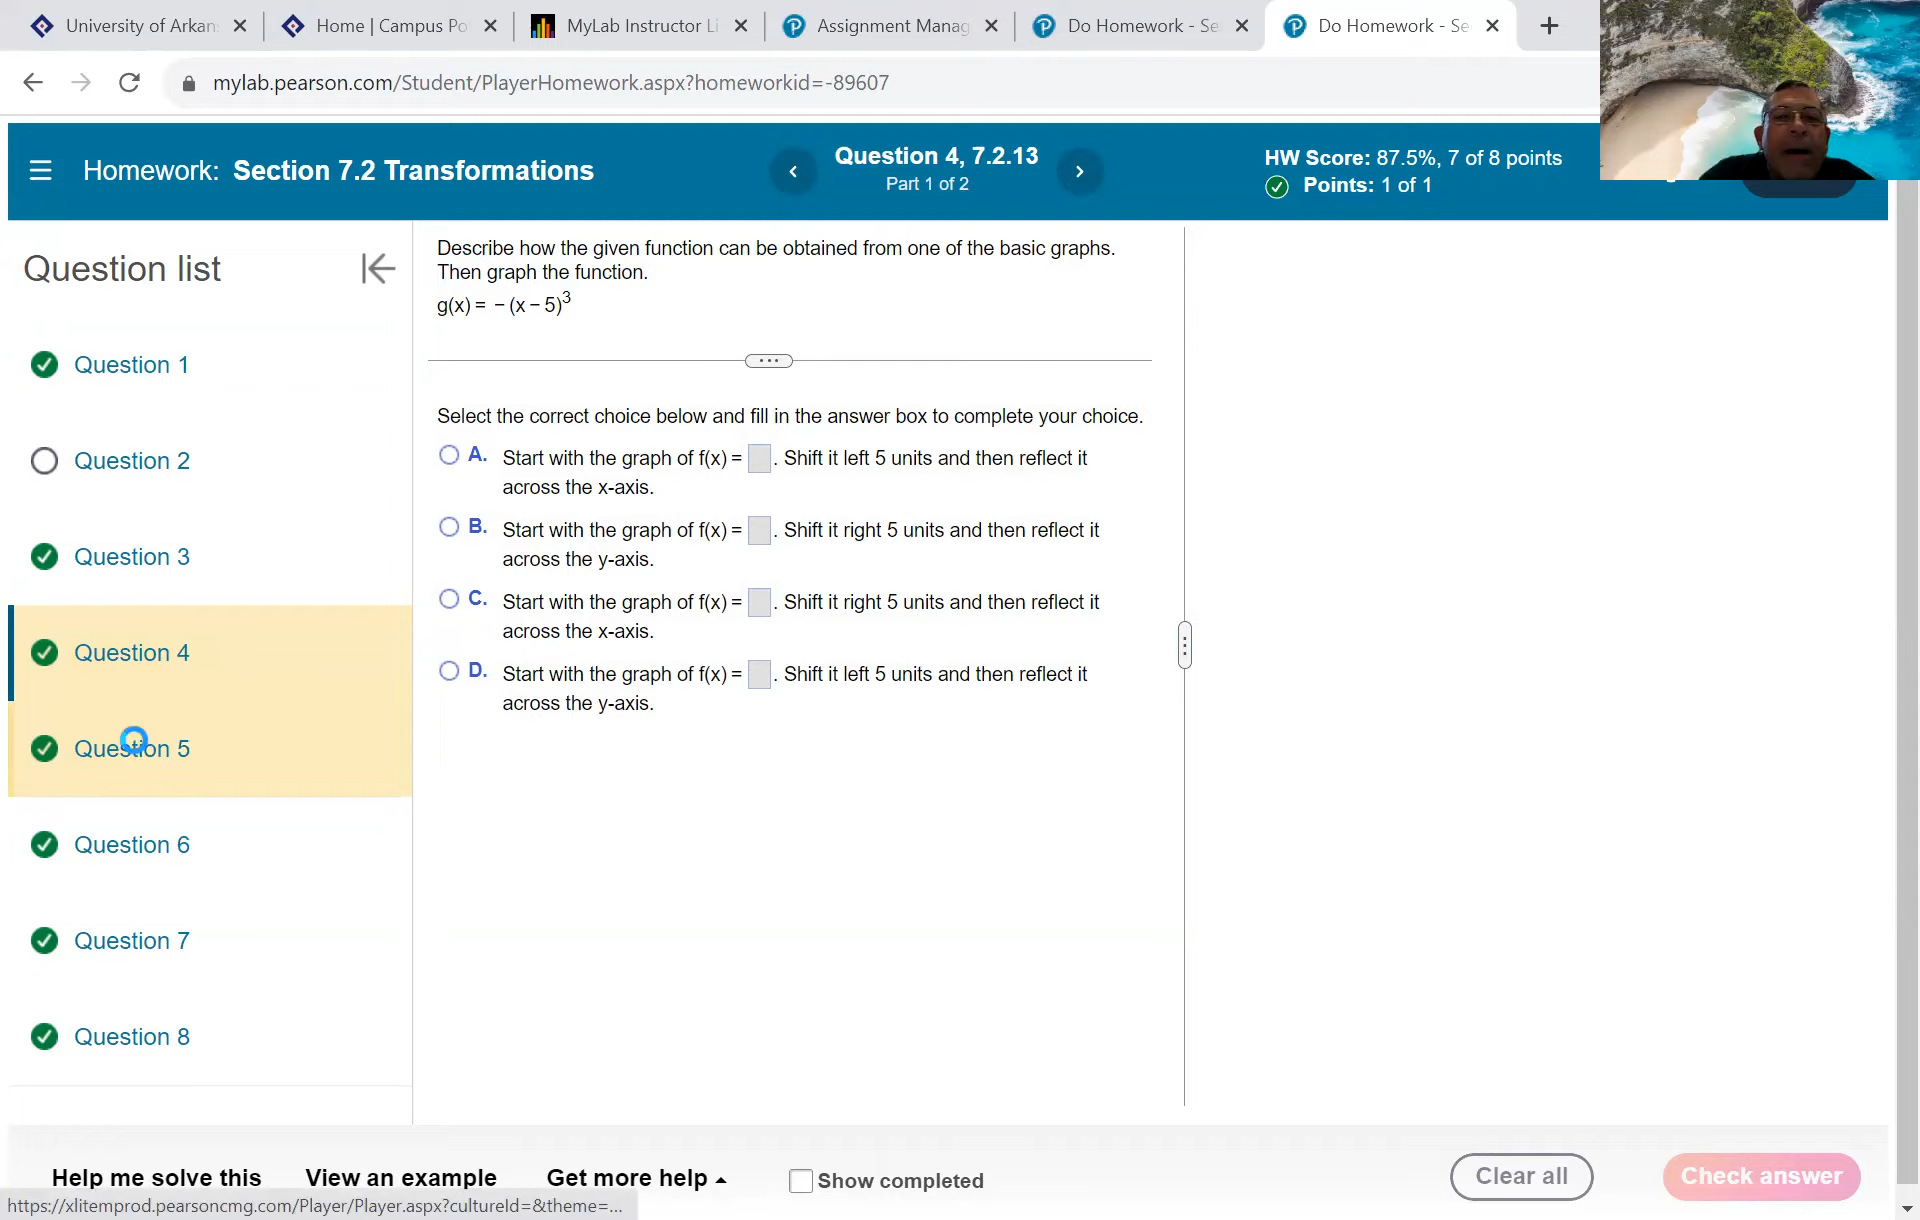 University of Arkan
Home | Campus Po
MyLab Instructor Li
Assignment Manag
Do Homework - Se
Do Homework - Se
mylab.pearson.com/Student/PlayerHomework.aspx?homeworkid=-89607
Homework: Section 7.2 Transformations
Question 4, 7.2.13
Part 1 of 2
HW Score: 87.5%, 7 of 8 points
Points: 1 of 1
Question list
Question 1
Question 2
Question 3
Question 4
Question 5
Question 6
Question 7
Question 8
Describe how the given function can be obtained from one of the basic graphs.
Then graph the function.
g(x) = −(x−5)³
Select the correct choice below and fill in the answer box to complete your choice.
A. Start with the graph of f(x) = . Shift it left 5 units and then reflect it
across the x-axis.
B. Start with the graph of f(x) = . Shift it right 5 units and then reflect it
across the y-axis.
C. Start with the graph of f(x) = . Shift it right 5 units and then reflect it
across the x-axis.
D. Start with the graph of f(x) = . Shift it left 5 units and then reflect it
across the y-axis.
Help me solve this
View an example
Get more help
Show completed
Clear all
Check answer
https://xlitemprod.pearsoncmg.com/Player/Player.aspx?cultureId=&theme=...